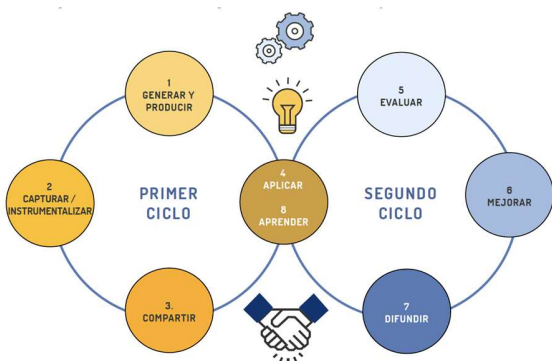 1
GENERAR Y
PRODUCIR
2
CAPTURAR /
INSTRUMENTALIZAR
PRIMER
CICLO
3.
COMPARTIR
4
APLICAR
8
APRENDER
5
EVALUAR
SEGUNDO
CICLO
6
MEJORAR
7
DIFUNDIR